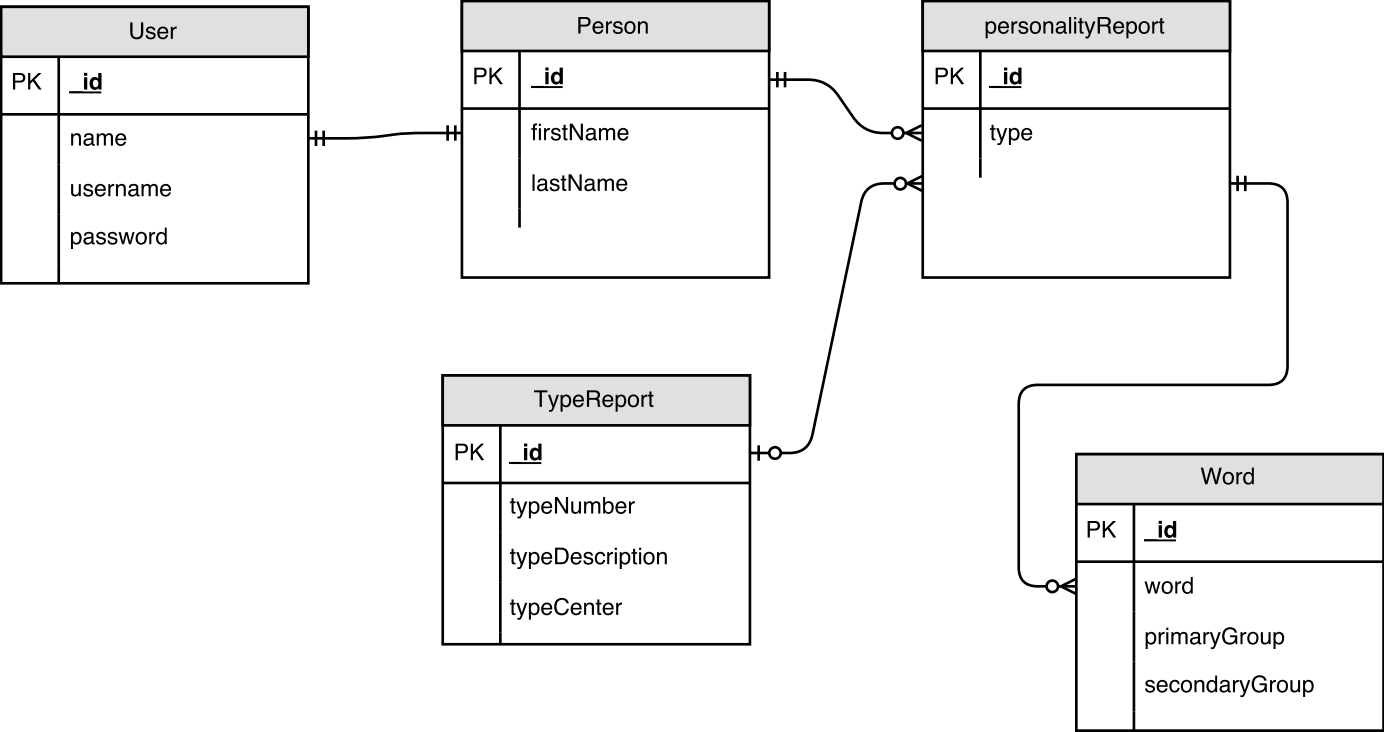 User
PK _id
name
username
password
Person
PK _id
firstName
lastName
personalityReport
PK _id
type
TypeReport
PK _id
typeNumber
typeDescription
typeCenter
Word
PK _id
word
primaryGroup
secondaryGroup